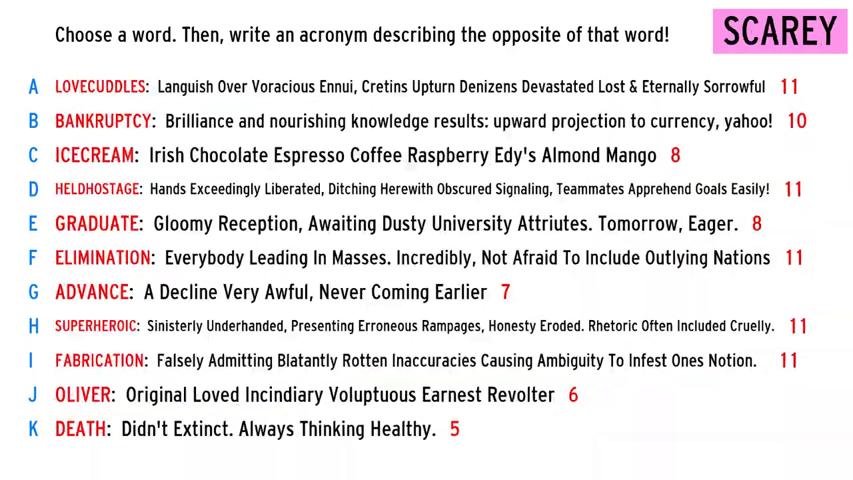 Choose a word. Then, write an acronym describing the opposite of that word!
SCAREY
A LOVECUDDLES: Languish Over Voracious Ennui, Cretins Upturn Denizens Devastated Lost & Eternally Sorrowful 11
B BANKRUPTCY: Brilliance and nourishing knowledge results: upward projection to currency, yahoo! 10
C ICECREAM: Irish Chocolate Espresso Coffee Raspberry Edy's Almond Mango 8
D HELDHOSTAGE: Hands Exceedingly Liberated, Ditching Herewith Obscured Signaling, Teammates Apprehend Goals Easily! 11
E GRADUATE: Gloomy Reception, Awaiting Dusty University Attriutes. Tomorrow, Eager. 8
F ELIMINATION: Everybody Leading In Masses. Incredibly, Not Afraid To Include Outlying Nations 11
G ADVANCE: A Decline Very Awful, Never Coming Earlier 7
H SUPERHEROIC: Sinisterly Underhanded, Presenting Erroneous Rampages, Honesty Eroded. Rhetoric Often Included Cruelly. 11
I FABRICATION: Falsely Admitting Blatantly Rotten Inaccuracies Causing Ambiguity To Infest Ones Notion. 11
J OLIVER: Original Loved Incindiary Voluptuous Earnest Revolter 6
K DEATH: Didn't Extinct. Always Thinking Healthy. 5